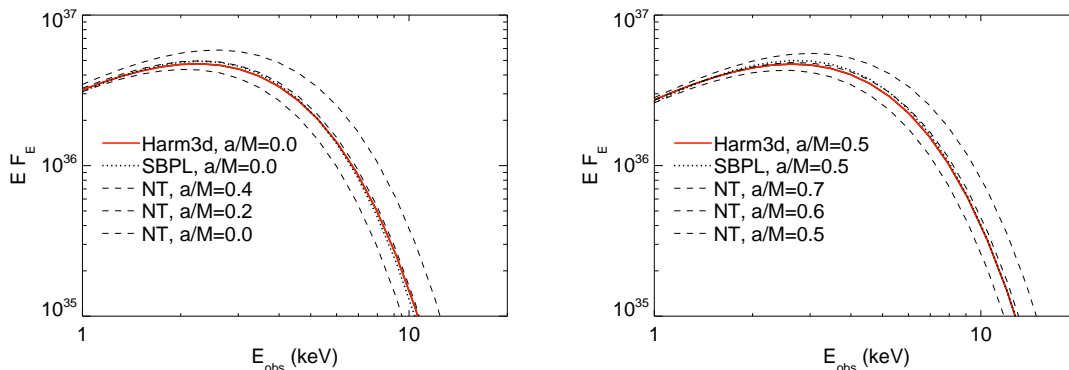 10^37
E F_E
10^36
10^35
Harm3d, a/M=0.0
SBPL, a/M=0.0
NT, a/M=0.4
NT, a/M=0.2
NT, a/M=0.0
1
10
E_obs (keV)
10^37
E F_E
10^36
10^35
Harm3d, a/M=0.5
SBPL, a/M=0.5
NT, a/M=0.7
NT, a/M=0.6
NT, a/M=0.5
1
10
E_obs (keV)